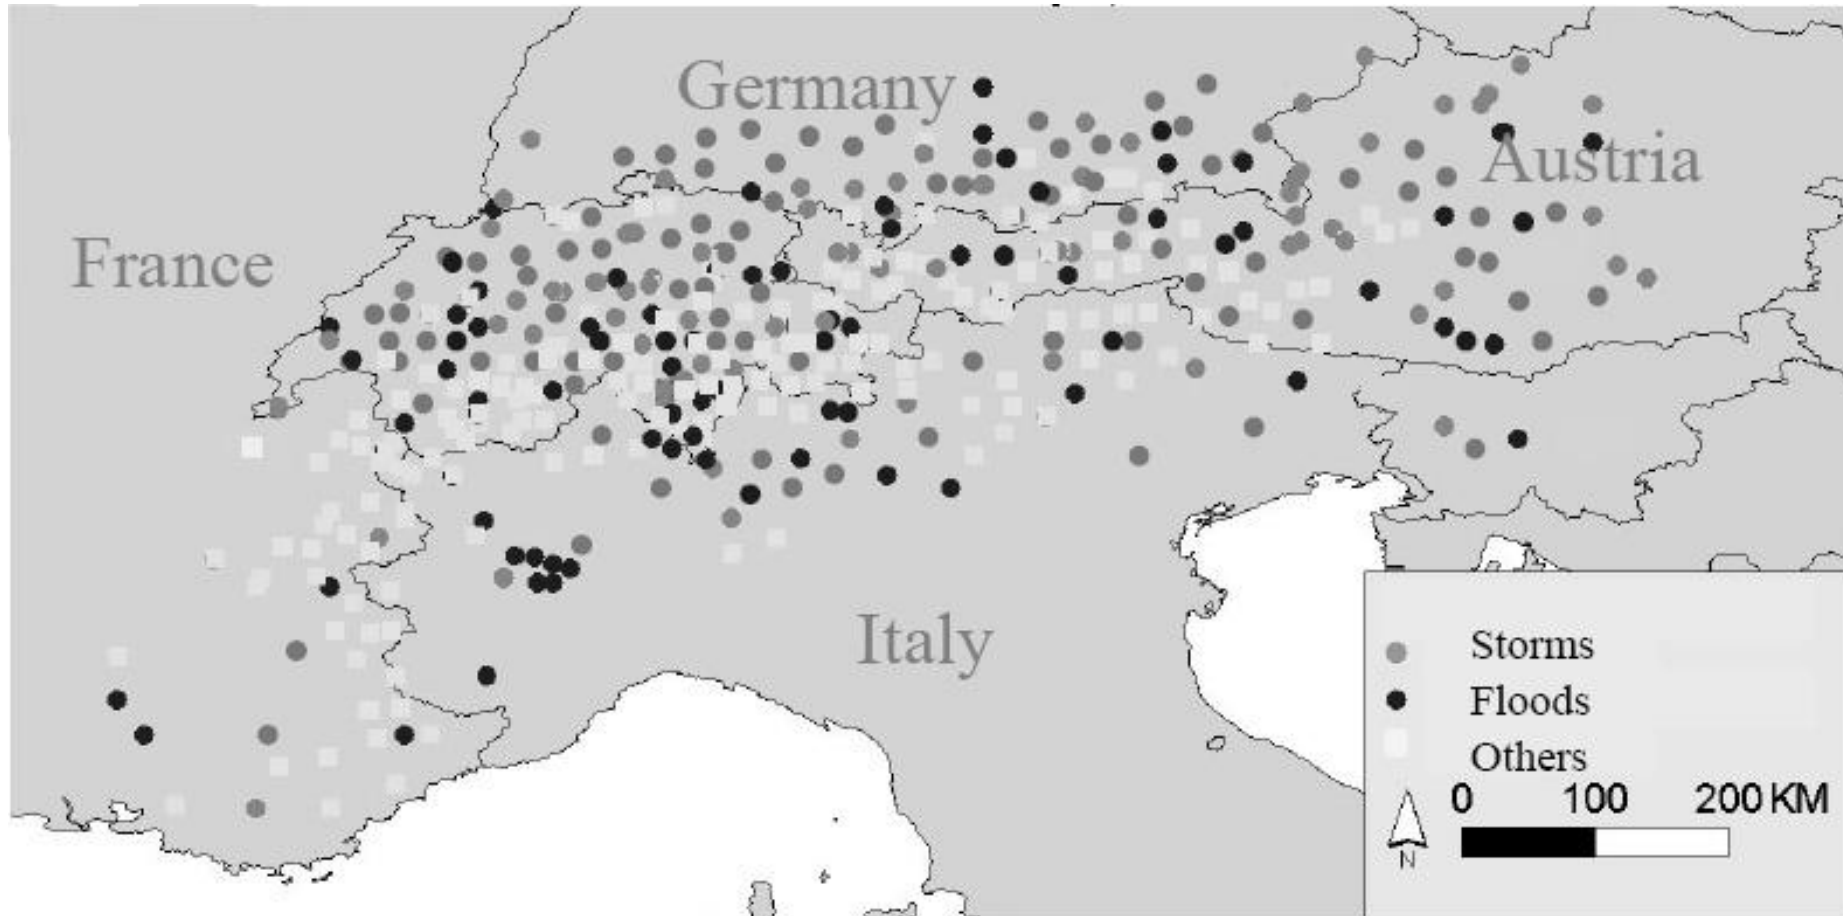 Germany
Austria
France
Italy
Storms
Floods
Others
0 100 200 KM
N